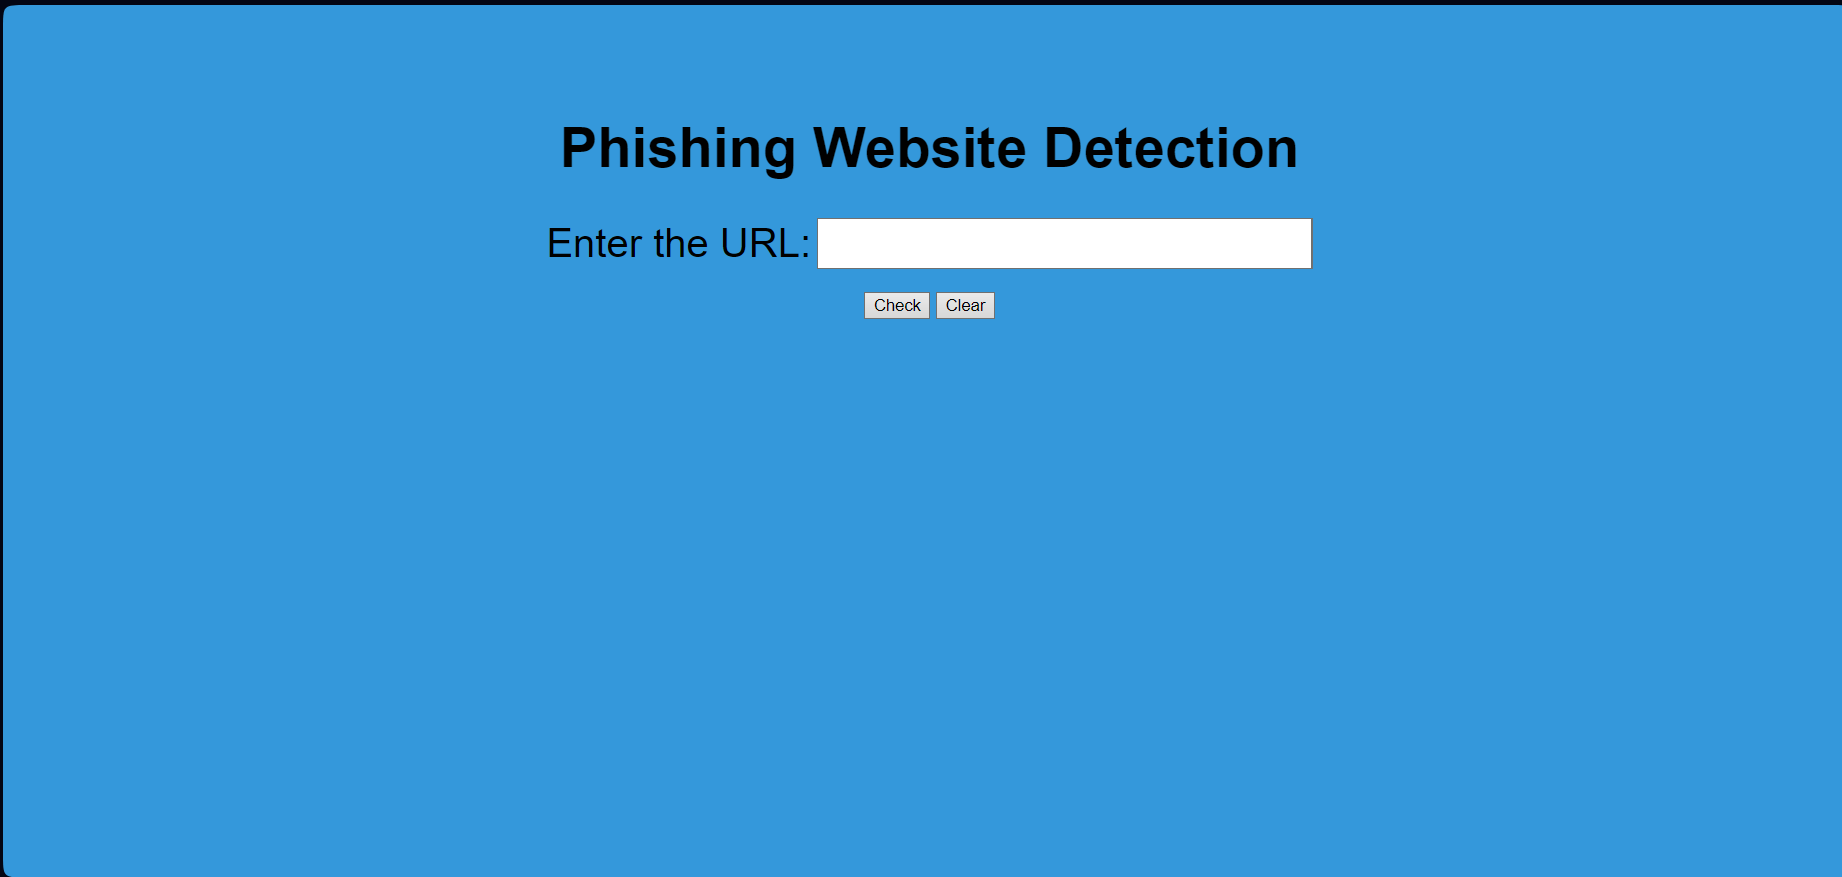 Phishing Website Detection
Enter the URL:
Check Clear